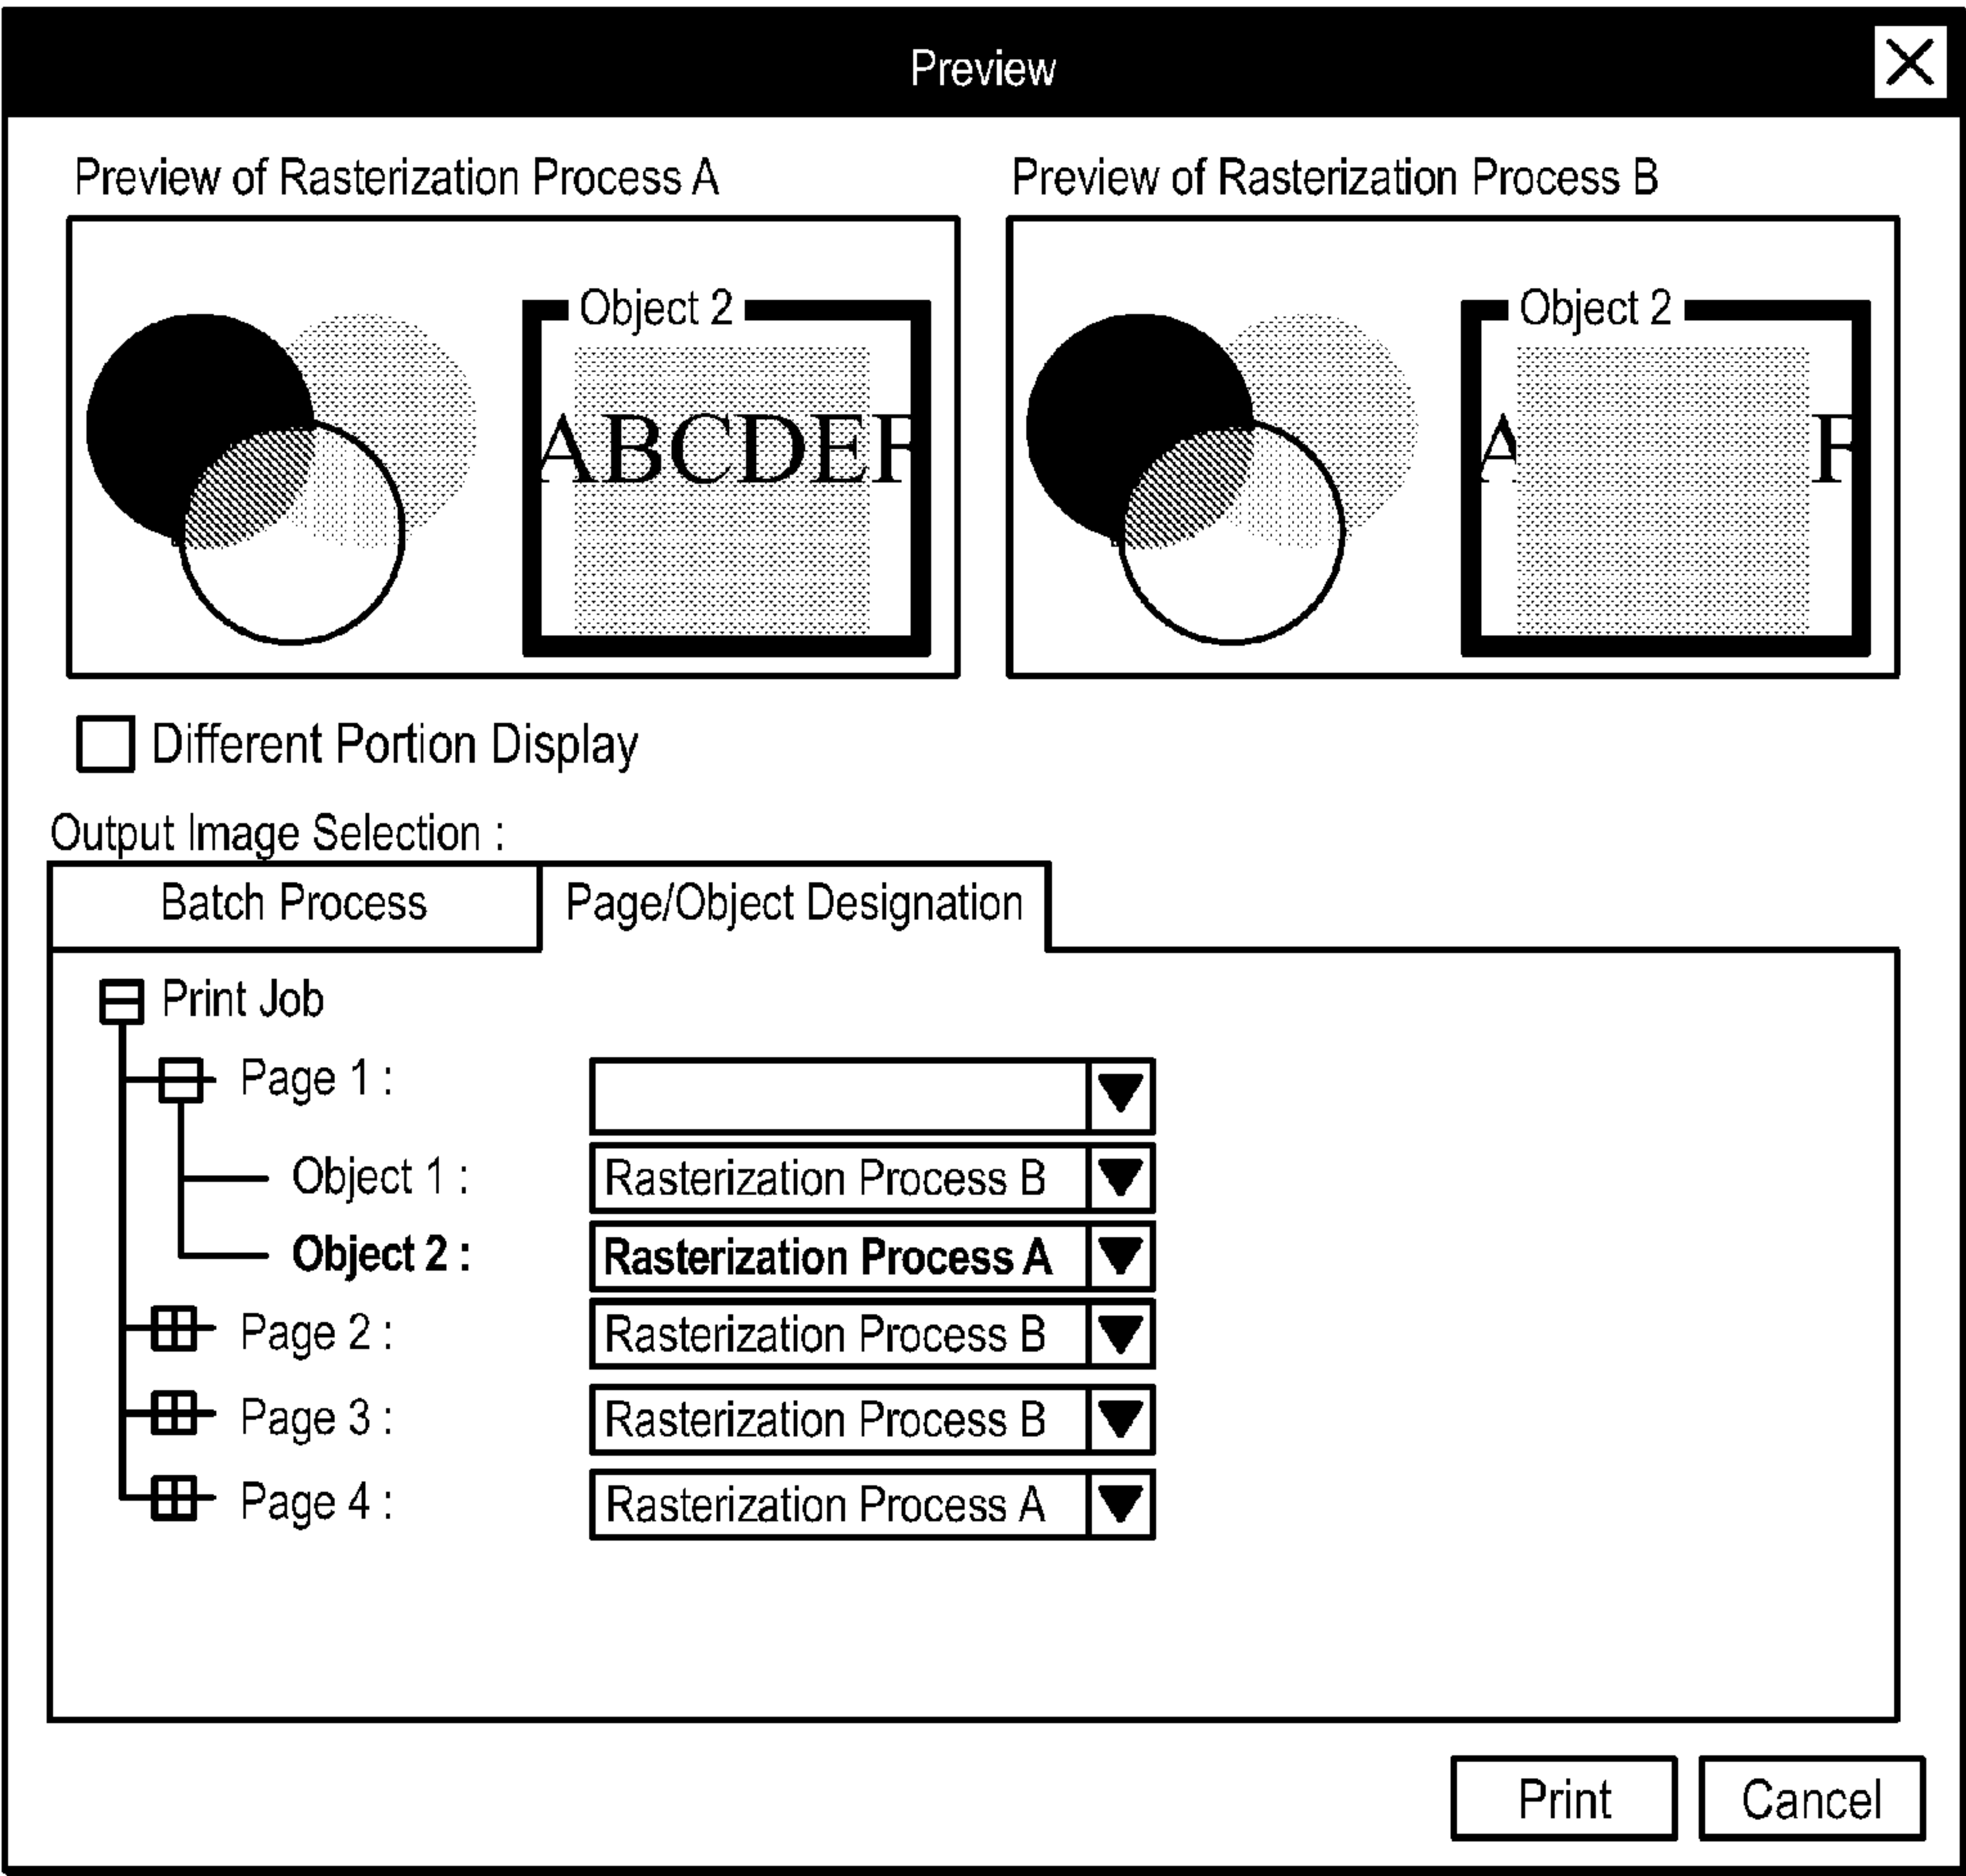 Preview
Preview of Rasterization Process A
Preview of Rasterization Process B
Object 2
ABCDEF
Object 2
A F
Different Portion Display
Output Image Selection :
Batch Process
Page/Object Designation
Print Job
Page 1 :
Object 1 : Rasterization Process B
Object 2 : Rasterization Process A
Page 2 : Rasterization Process B
Page 3 : Rasterization Process B
Page 4 : Rasterization Process A
Print
Cancel